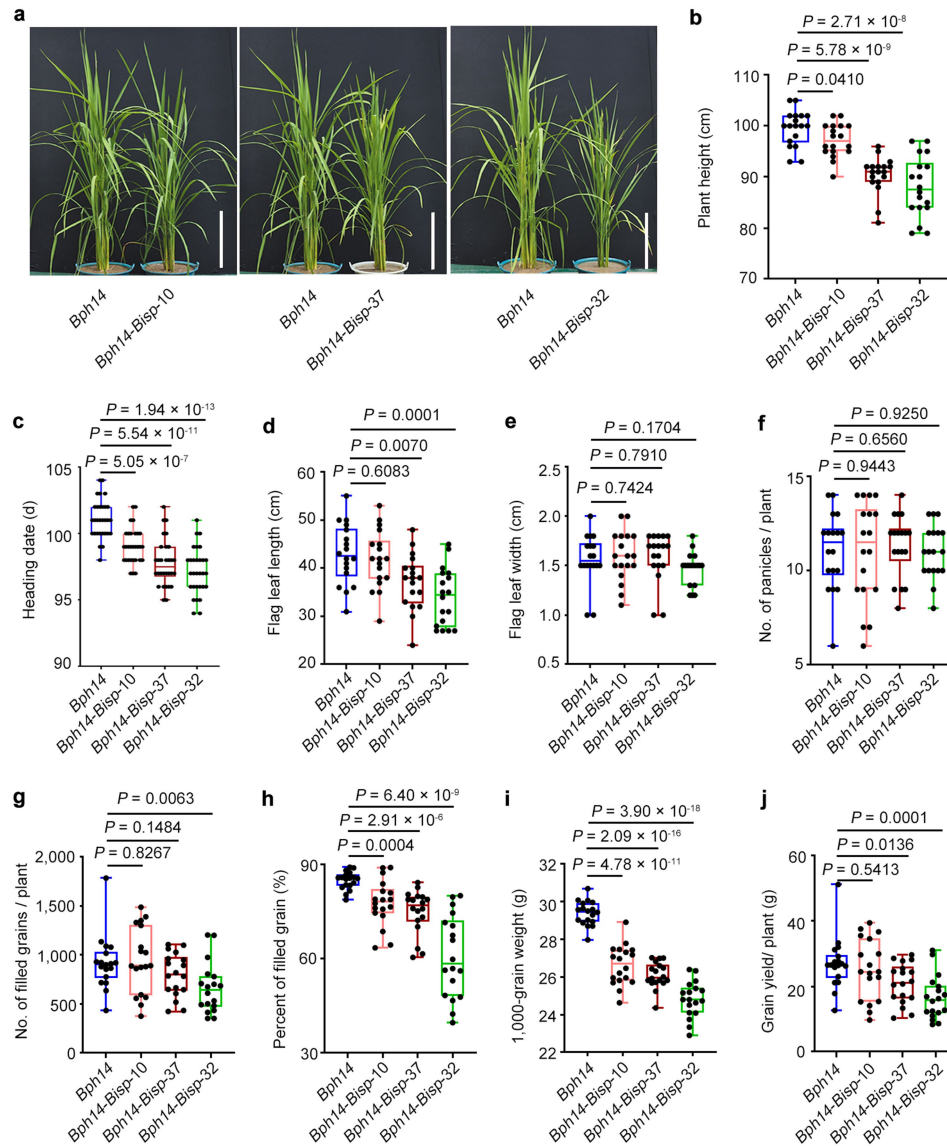 a
Bph14
Bph14-Bisp-10
Bph14
Bph14-Bisp-37
Bph14
Bph14-Bisp-32
b
P = 2.71 × 10⁻⁸
P = 5.78 × 10⁻⁹
P = 0.0410
Plant height (cm)
110
100
90
80
70
Bph14
Bph14-Bisp-10
Bph14-Bisp-37
Bph14-Bisp-32
c
P = 1.94 × 10⁻¹³
P = 5.54 × 10⁻¹¹
P = 5.05 × 10⁻⁷
Heading date (d)
105
100
95
90
Bph14
Bph14-Bisp-10
Bph14-Bisp-37
Bph14-Bisp-32
d
P = 0.0001
P = 0.0070
P = 0.6083
Flag leaf length (cm)
60
50
40
30
20
Bph14
Bph14-Bisp-10
Bph14-Bisp-37
Bph14-Bisp-32
e
P = 0.1704
P = 0.7910
P = 0.7424
Flag leaf width (cm)
2.5
2.0
1.5
1.0
0.5
Bph14
Bph14-Bisp-10
Bph14-Bisp-37
Bph14-Bisp-32
f
P = 0.9250
P = 0.6560
P = 0.9443
No. of panicles / plant
15
10
5
Bph14
Bph14-Bisp-10
Bph14-Bisp-37
Bph14-Bisp-32
g
P = 0.0063
P = 0.1484
P = 0.8267
No. of filled grains / plant
2,000
1,500
1,000
500
0
Bph14
Bph14-Bisp-10
Bph14-Bisp-37
Bph14-Bisp-32
h
P = 6.40 × 10⁻⁹
P = 2.91 × 10⁻⁶
P = 0.0004
Percent of filled grain (%)
90
60
30
Bph14
Bph14-Bisp-10
Bph14-Bisp-37
Bph14-Bisp-32
i
P = 3.90 × 10⁻¹⁸
P = 2.09 × 10⁻¹⁶
P = 4.78 × 10⁻¹¹
1,000-grain weight (g)
32
30
28
26
24
22
Bph14
Bph14-Bisp-10
Bph14-Bisp-37
Bph14-Bisp-32
j
P = 0.0001
P = 0.0136
P = 0.5413
Grain yield/ plant (g)
60
40
20
0
Bph14
Bph14-Bisp-10
Bph14-Bisp-37
Bph14-Bisp-32